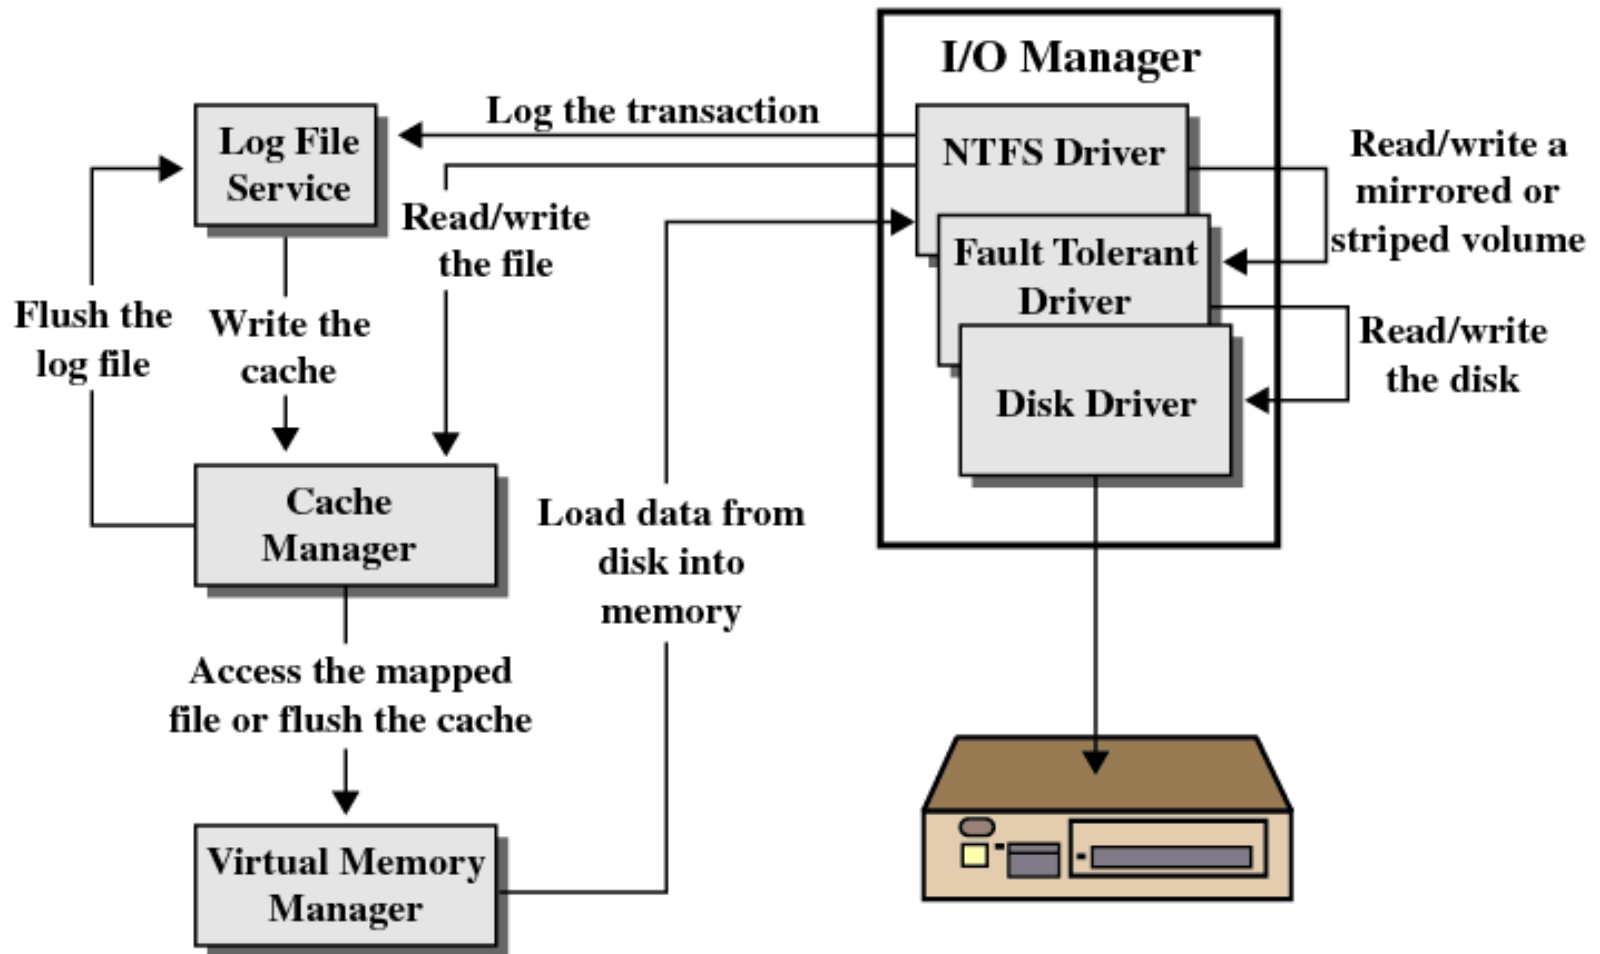 I/O Manager
Log the transaction
Log File
Service
NTFS Driver
Read/write a
mirrored or
striped volume
Read/write
the file
Fault Tolerant
Driver
Flush the
log file
Write the
cache
Read/write
the disk
Disk Driver
Cache
Manager
Load data from
disk into
memory
Access the mapped
file or flush the cache
Virtual Memory
Manager